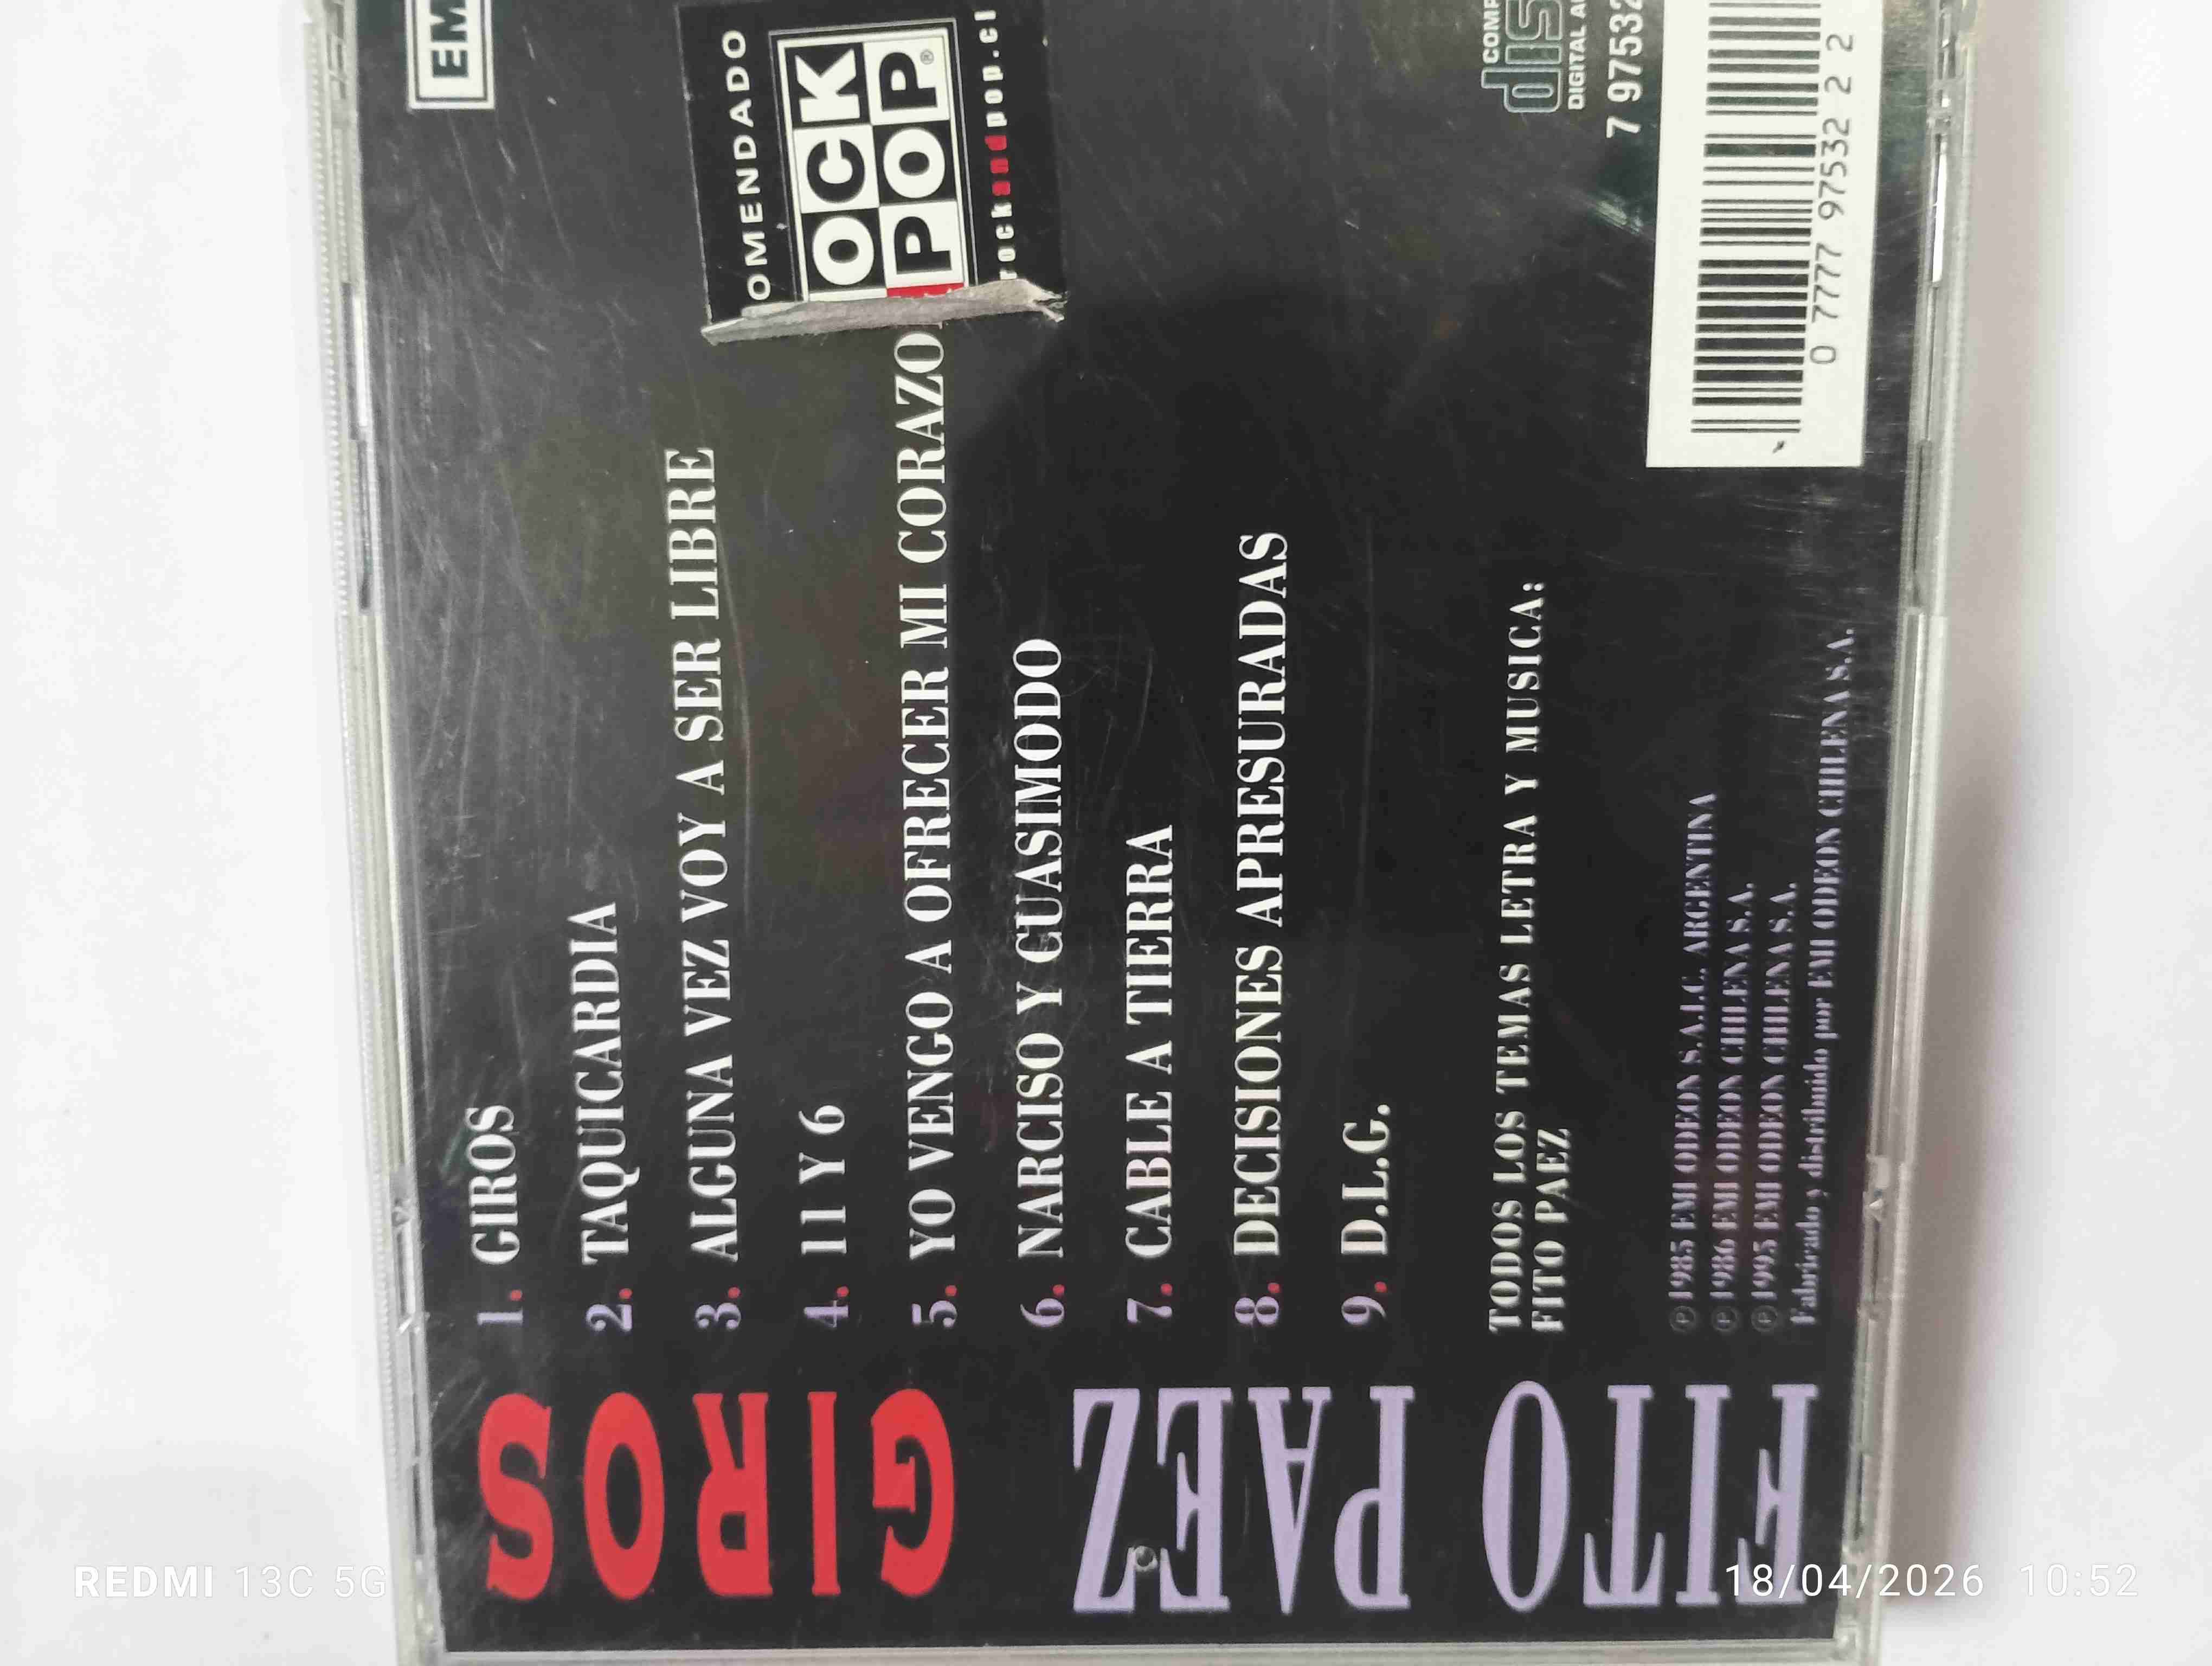 EM
OMENDADO
OCK
POP®
rockandpop.cl
1. GIROS
2. TAQUICARDIA
3. ALGUNA VEZ VOY A SER LIBRE
4. 11 Y 6
5. YO VENGO A OFRECER MI CORAZO
6. NARCISO Y CUASIMODO
7. CABLE A TIERRA
8. DECISIONES APRESURADAS
9. D.L.G.
TODOS LOS TEMAS LETRA Y MUSICA:
FITO PAEZ
℗ 1985 EMI ODEON S.A.I.C. ARGENTINA
℗ 1986 EMI ODEON CHILENA S.A.
℗ 1995 EMI ODEON CHILENA S.A.
Fabricado y distribuido por EMI ODEON CHILENA S.A.
COMP
dis
DIGITAL AU
7 97532
0 7777 97532 2 2
FITO PAEZ GIROS
REDMI 13C 5G
18/04/2026 10:52